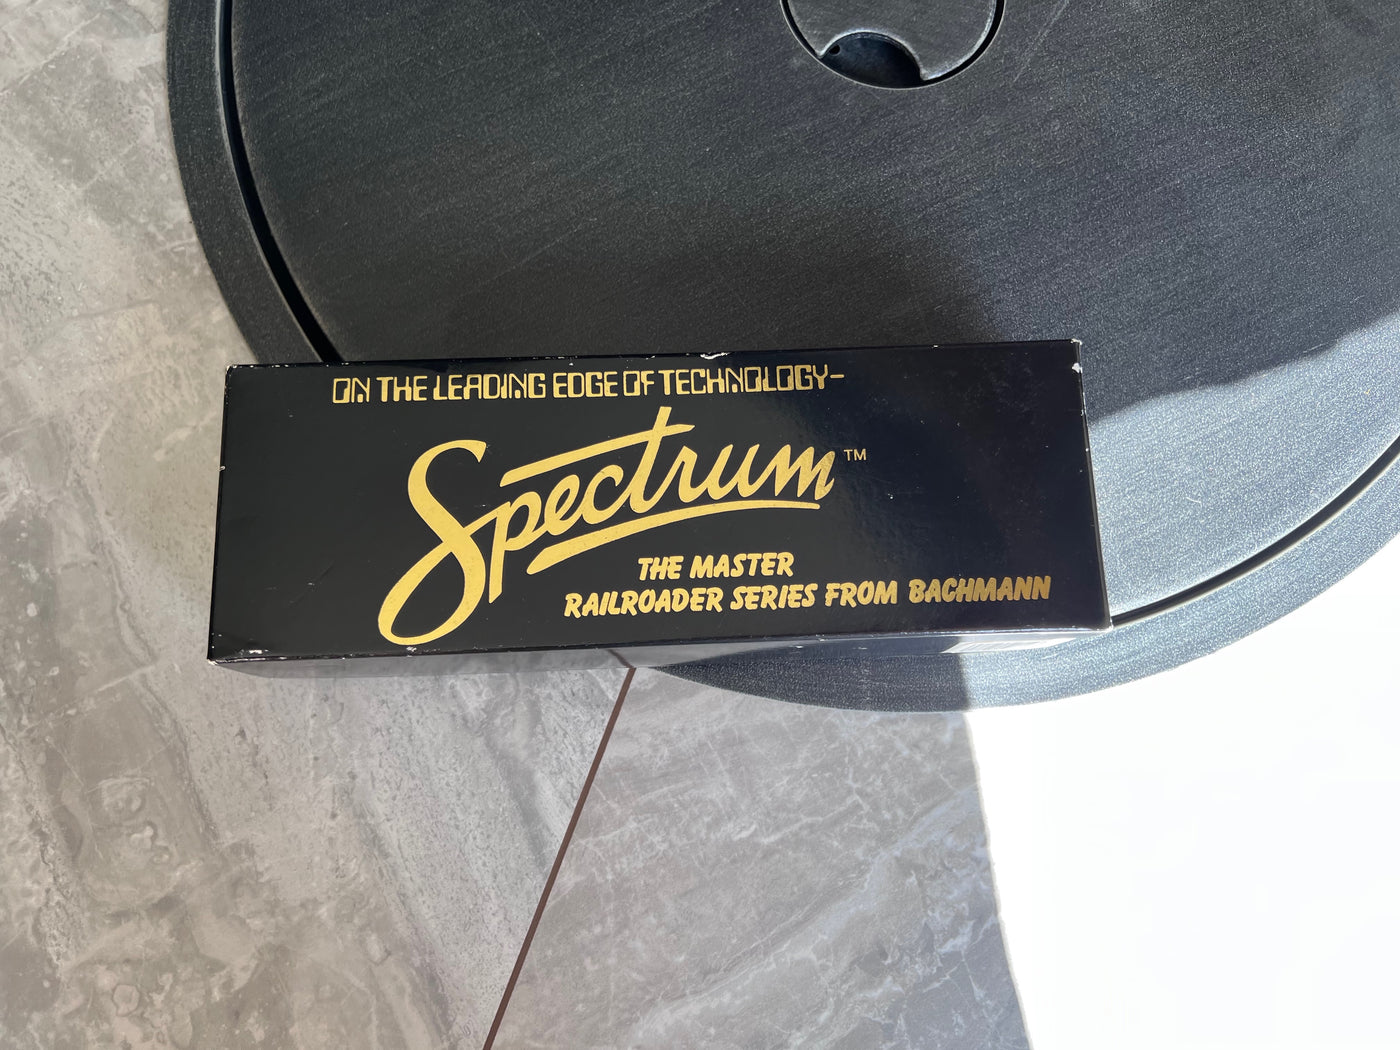 ON THE LEADING EDGE OF TECHNOLOGY-
Spectrum™
THE MASTER
RAILROADER SERIES FROM BACHMANN